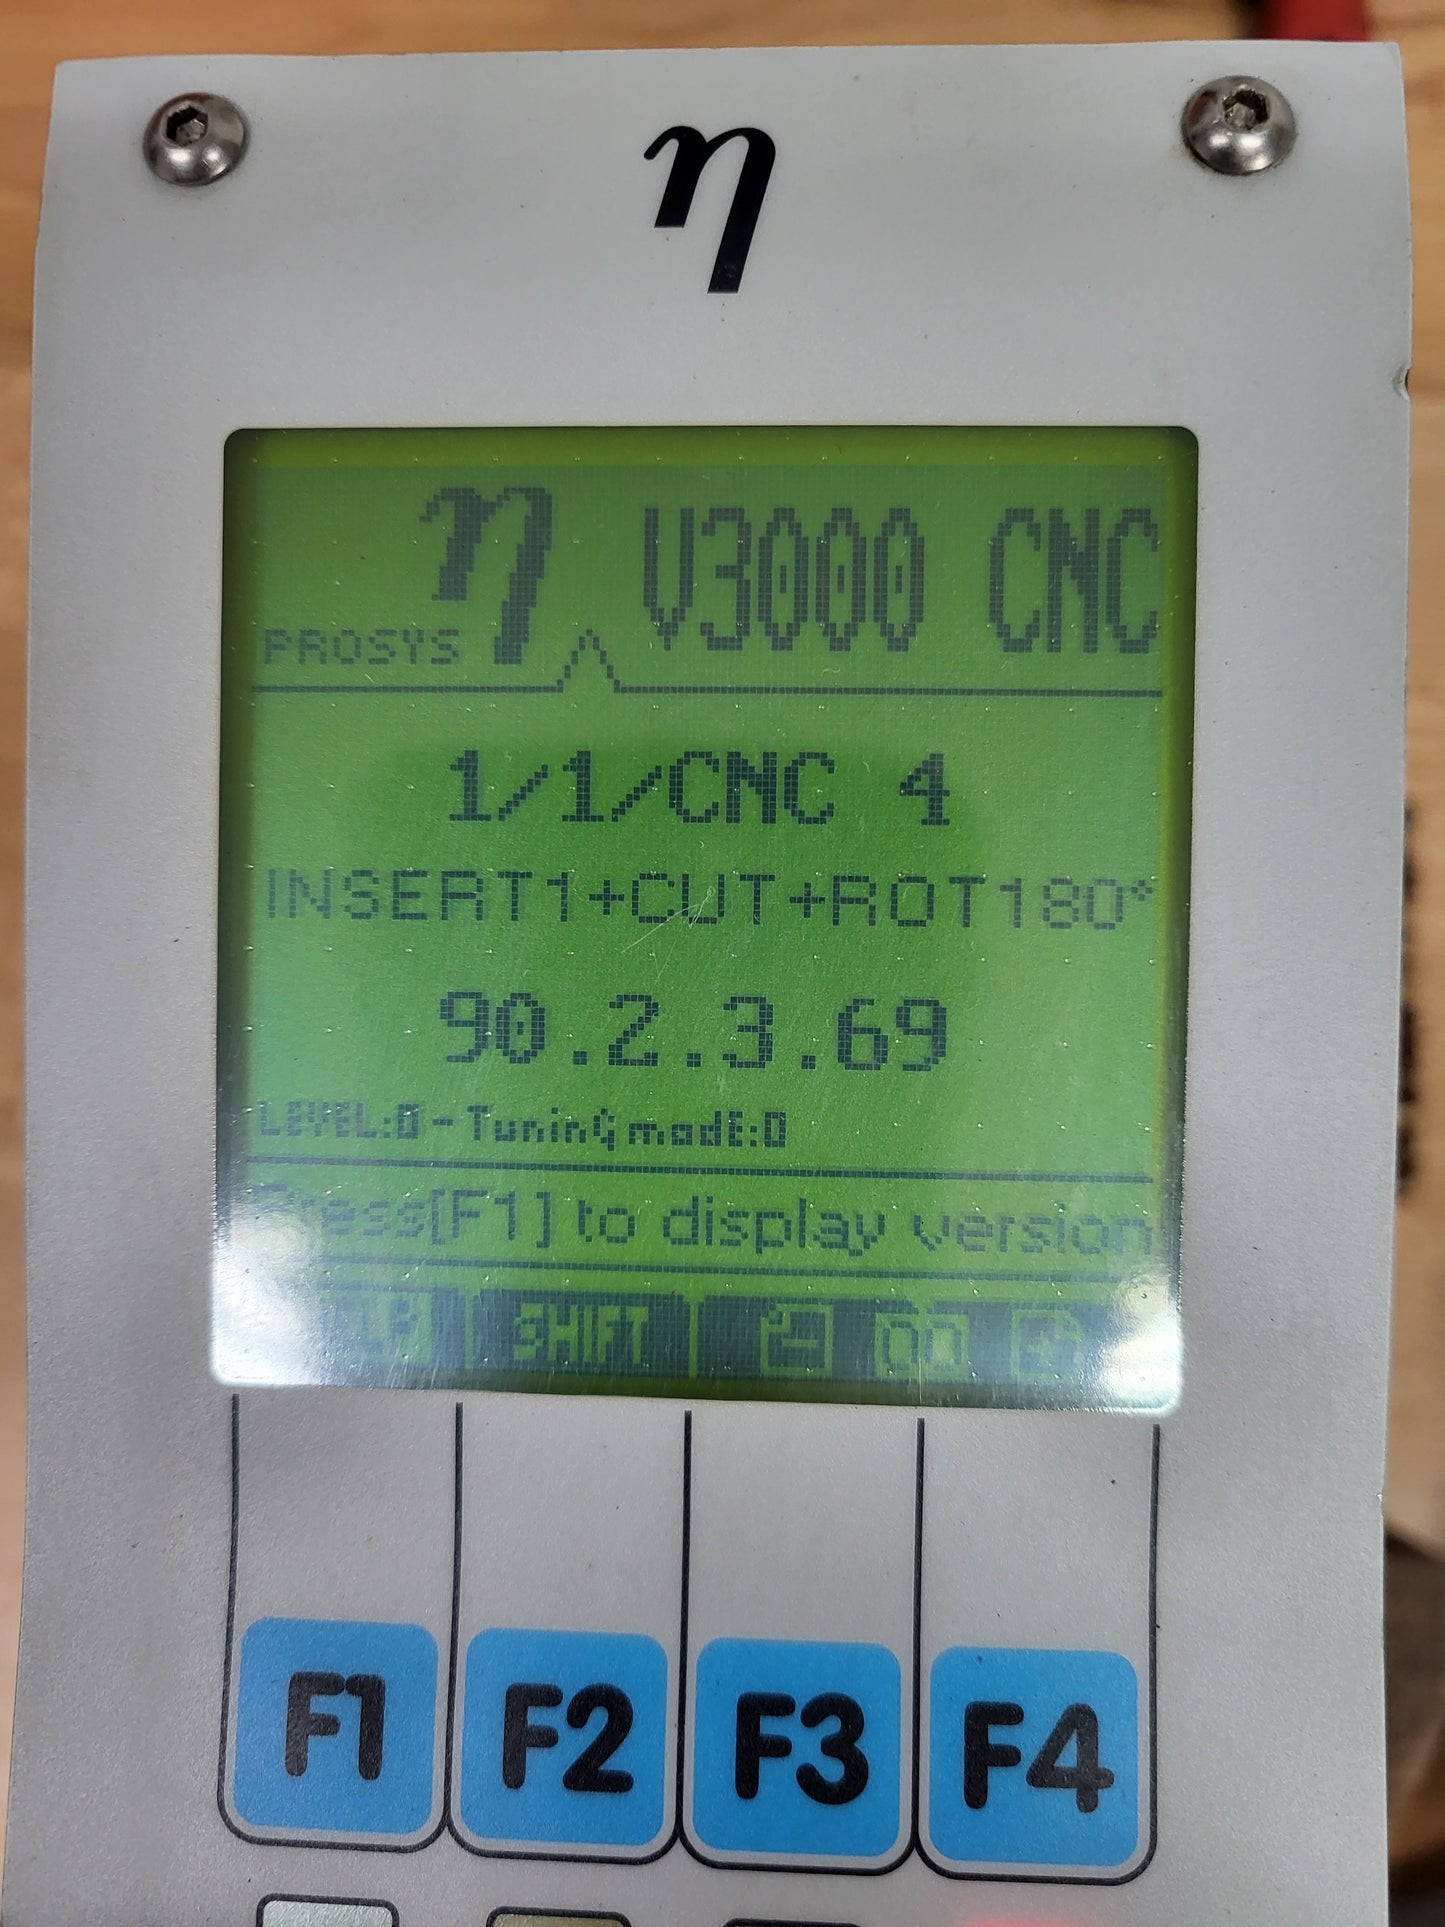 η
η V3000 CNC
PROSYS
1/1/CNC 4
INSERT1+CUT+ROT180°
90.2.3.69
LEVEL:0 - Tuning mode:0
Press[F1] to display version
SHIFT
F1 F2 F3 F4